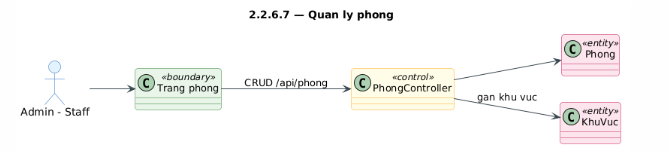 2.2.6.7 — Quan ly phong
«entity»
C
Phong
«boundary»
C
Trang phong
CRUD /api/phong
«control»
C
PhongController
gan khu vuc
Admin - Staff
«entity»
C
KhuVuc